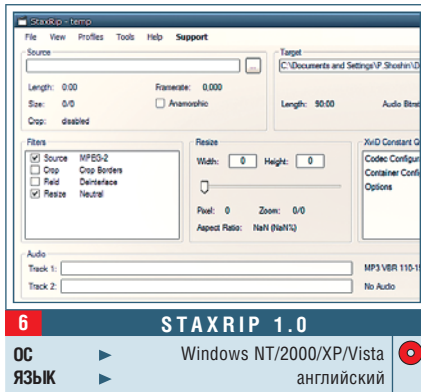 StaxRip - temp
File View Profiles Tools Help Support
Source
...
Length: 0:00 Framerate: 0,000
Size: 0/0 Anamorphic
Crop: disabled
Target
C:\Documents and Settings\P.Shoshin\D
Length: 90:00 Audio Bitra
Filters
Source MPEG-2
Crop Crop Borders
Field Deinterlace
Resize Neutral
Resize
Width: 0 Height: 0
Pixel: 0 Zoom: 0/0
Aspect Ratio: NaN (NaN%)
XviD Constant Q
Codec Configur
Container Confi
Options
Audio
Track 1: MP3 VBR 110-15
Track 2: No Audio
6 STAXRIP 1.0
ОС Windows NT/2000/XP/Vista
ЯЗЫК английский